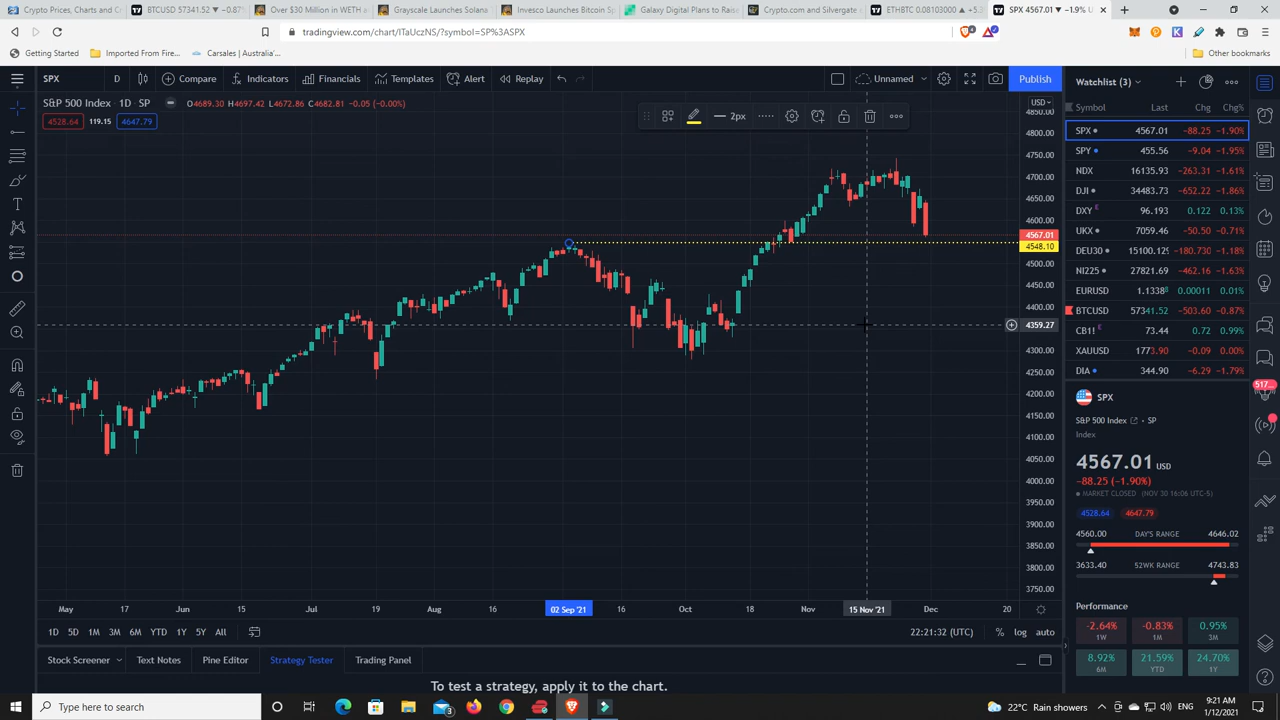 Crypto Prices, Charts and C
BTCUSD 57341.52 ▼ −0.87%
Over $30 Million in WETH a
Grayscale Launches Solana
Invesco Launches Bitcoin Sp
Galaxy Digital Plans to Raise
Crypto.com and Silvergate
ETHBTC 0.08103000 ▲ +5.3
SPX 4567.01 ▼ −1.9% U
tradingview.com/chart/ITaUczNS/?symbol=SP%3ASPX
Getting Started
Imported From Fire...
Carsales | Australia'...
Other bookmarks
SPX D Compare Indicators Financials Templates Alert Replay Unnamed Publish
S&P 500 Index · 1D · SP O4689.30 H4697.42 L4672.86 C4682.81 −0.05 (−0.00%)
4528.64 119.15 4647.79
2px
USD
4850.00
4800.00
4750.00
4700.00
4650.00
4600.00
4567.01
4548.10
4500.00
4450.00
4400.00
4359.27
4300.00
4250.00
4200.00
4150.00
4100.00
4050.00
4000.00
3950.00
3900.00
3850.00
3800.00
3750.00
May 17 Jun 15 Jul 19 Aug 16 02 Sep '21 16 Oct 18 Nov 15 Nov '21 Dec 20
1D 5D 1M 3M 6M YTD 1Y 5Y All
22:21:32 (UTC) % log auto
Stock Screener Text Notes Pine Editor Strategy Tester Trading Panel
To test a strategy, apply it to the chart.
Watchlist (3)
Symbol Last Chg Chg%
SPX 4567.01 −88.25 −1.90%
SPY 455.56 −9.04 −1.95%
NDX 16135.93 −263.31 −1.61%
DJI 34483.73 −652.22 −1.86%
DXY E 96.193 0.122 0.13%
UKX 7059.46 −50.50 −0.71%
DEU30 15100.129 −180.730 −1.18%
NI225 27821.69 −462.16 −1.63%
EURUSD 1.13388 0.00011 0.01%
BTCUSD 57341.52 −503.60 −0.87%
CB1! E 73.44 0.72 0.99%
XAUUSD 1773.90 −0.09 0.00%
DIA 344.90 −6.29 −1.79%
SPX
S&P 500 Index · SP
Index
4567.01 USD
−88.25 (−1.90%)
MARKET CLOSED (NOV 30 16:06 UTC-5)
4528.64 4647.79
4560.00 DAY'S RANGE 4646.02
3633.40 52WK RANGE 4743.83
Performance
−2.64% −0.83% 0.95%
1W 1M 3M
8.92% 21.59% 24.70%
6M YTD 1Y
517
Type here to search
3
22°C Rain showers
ENG
9:21 AM
1/12/2021